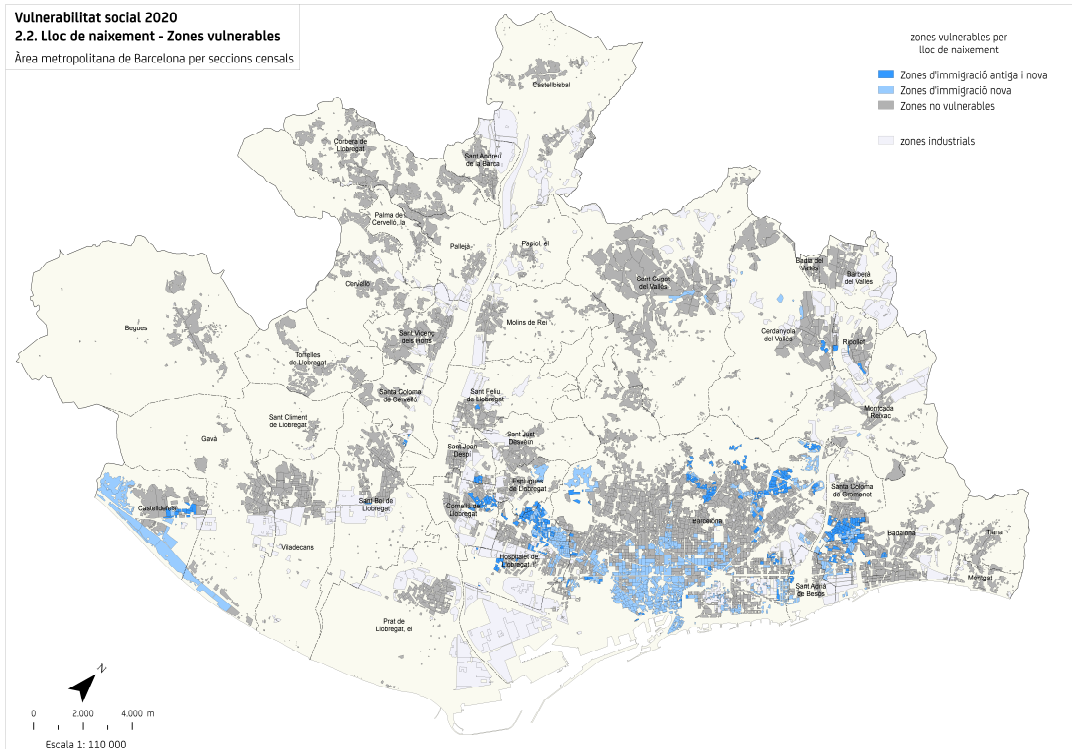 Vulnerabilitat social 2020
2.2. Lloc de naixement - Zones vulnerables
Àrea metropolitana de Barcelona per seccions censals
zones vulnerables per
lloc de naixement
Zones d'immigració antiga i nova
Zones d'immigració nova
Zones no vulnerables
zones industrials
Castellbisbal
Corbera de
Llobregat
Sant Andreu
de la Barca
Palma de
Cervelló, la
Pallejà
Papiol, el
Cervelló
Sant Cugat
del Vallès
Badia del
Vallès
Barberà
del Vallès
Begues
Torrelles
de Llobregat
Sant Vicenç
dels Horts
Molins de Rei
Cerdanyola
del Vallès
Ripollet
Santa Coloma
de Cervelló
Sant Feliu
de Llobregat
Montcada
Reixac
Sant Climent
de Llobregat
Gavà
Sant Joan
Despí
Sant Just
Desvern
Esplugues
de Llobregat
Santa Coloma
de Gramenet
Castelldefels
Sant Boi de
Llobregat
Cornellà de
Llobregat
Barcelona
Badalona
Tiana
Viladecans
Hospitalet de
Llobregat, l'
Sant Adrià
de Besòs
Montgat
Prat de
Llobregat, el
N
0 2.000 4.000 m
Escala 1: 110 000